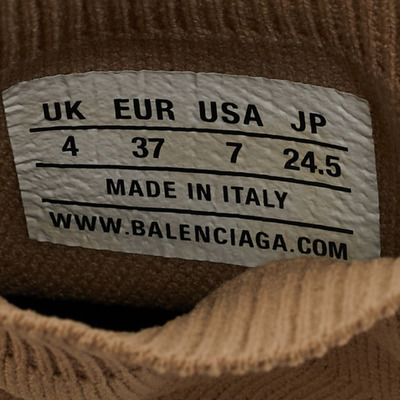 UK EUR USA JP
4 37 7 24.5
MADE IN ITALY
WWW.BALENCIAGA.COM